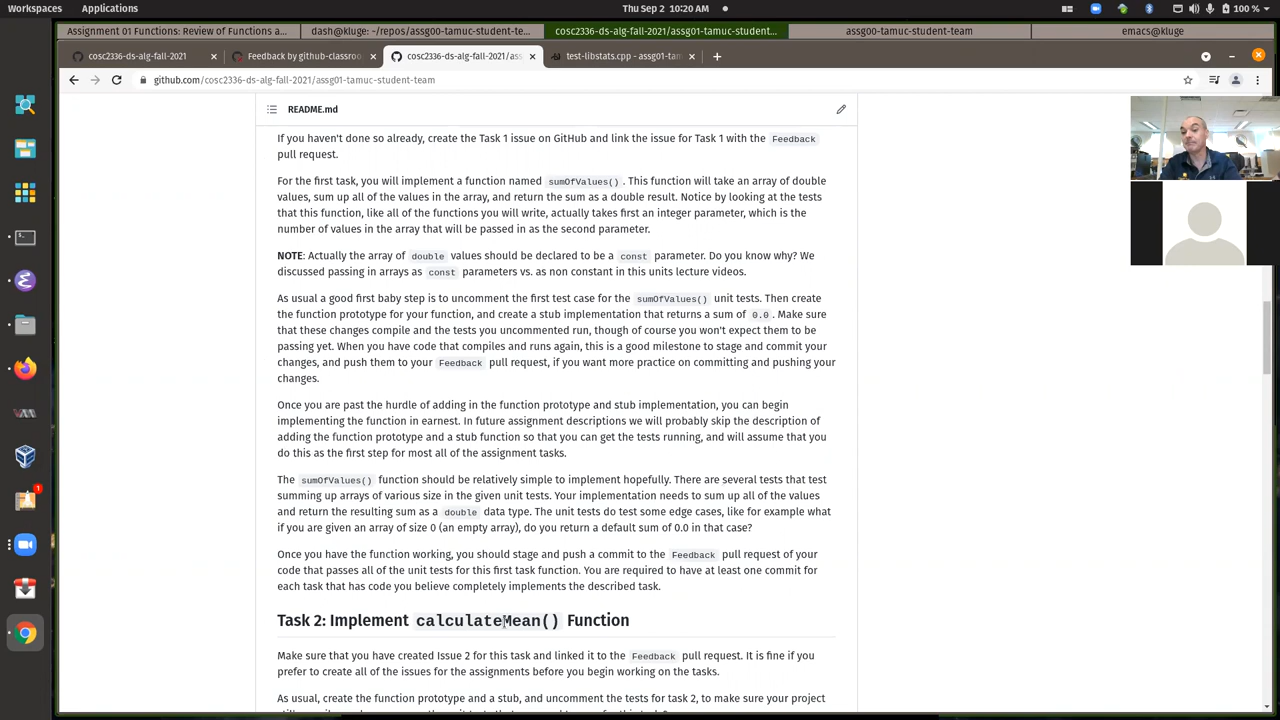 Workspaces Applications Thu Sep 2 10:20 AM 100 %
Assignment 01 Functions: Review of Functions a... dash@kluge: ~/repos/assg00-tamuc-student-te... cosc2336-ds-alg-fall-2021/assg01-tamuc-student... assg00-tamuc-student-team emacs@kluge
cosc2336-ds-alg-fall-2021 Feedback by github-classroo cosc2336-ds-alg-fall-2021/as test-libstats.cpp - assg01-tam
github.com/cosc2336-ds-alg-fall-2021/assg01-tamuc-student-team
README.md
If you haven't done so already, create the Task 1 issue on GitHub and link the issue for Task 1 with the Feedback
pull request.
For the first task, you will implement a function named sumOfValues() . This function will take an array of double
values, sum up all of the values in the array, and return the sum as a double result. Notice by looking at the tests
that this function, like all of the functions you will write, actually takes first an integer parameter, which is the
number of values in the array that will be passed in as the second parameter.
NOTE: Actually the array of double values should be declared to be a const parameter. Do you know why? We
discussed passing in arrays as const parameters vs. as non constant in this units lecture videos.
As usual a good first baby step is to uncomment the first test case for the sumOfValues() unit tests. Then create
the function prototype for your function, and create a stub implementation that returns a sum of 0.0 . Make sure
that these changes compile and the tests you uncommented run, though of course you won't expect them to be
passing yet. When you have code that compiles and runs again, this is a good milestone to stage and commit your
changes, and push them to your Feedback pull request, if you want more practice on committing and pushing your
changes.
Once you are past the hurdle of adding in the function prototype and stub implementation, you can begin
implementing the function in earnest. In future assignment descriptions we will probably skip the description of
adding the function prototype and a stub function so that you can get the tests running, and will assume that you
do this as the first step for most all of the assignment tasks.
The sumOfValues() function should be relatively simple to implement hopefully. There are several tests that test
summing up arrays of various size in the given unit tests. Your implementation needs to sum up all of the values
and return the resulting sum as a double data type. The unit tests do test some edge cases, like for example what
if you are given an array of size 0 (an empty array), do you return a default sum of 0.0 in that case?
Once you have the function working, you should stage and push a commit to the Feedback pull request of your
code that passes all of the unit tests for this first task function. You are required to have at least one commit for
each task that has code you believe completely implements the described task.
Task 2: Implement calculateMean() Function
Make sure that you have created Issue 2 for this task and linked it to the Feedback pull request. It is fine if you
prefer to create all of the issues for the assignments before you begin working on the tasks.
As usual, create the function prototype and a stub, and uncomment the tests for task 2, to make sure your project